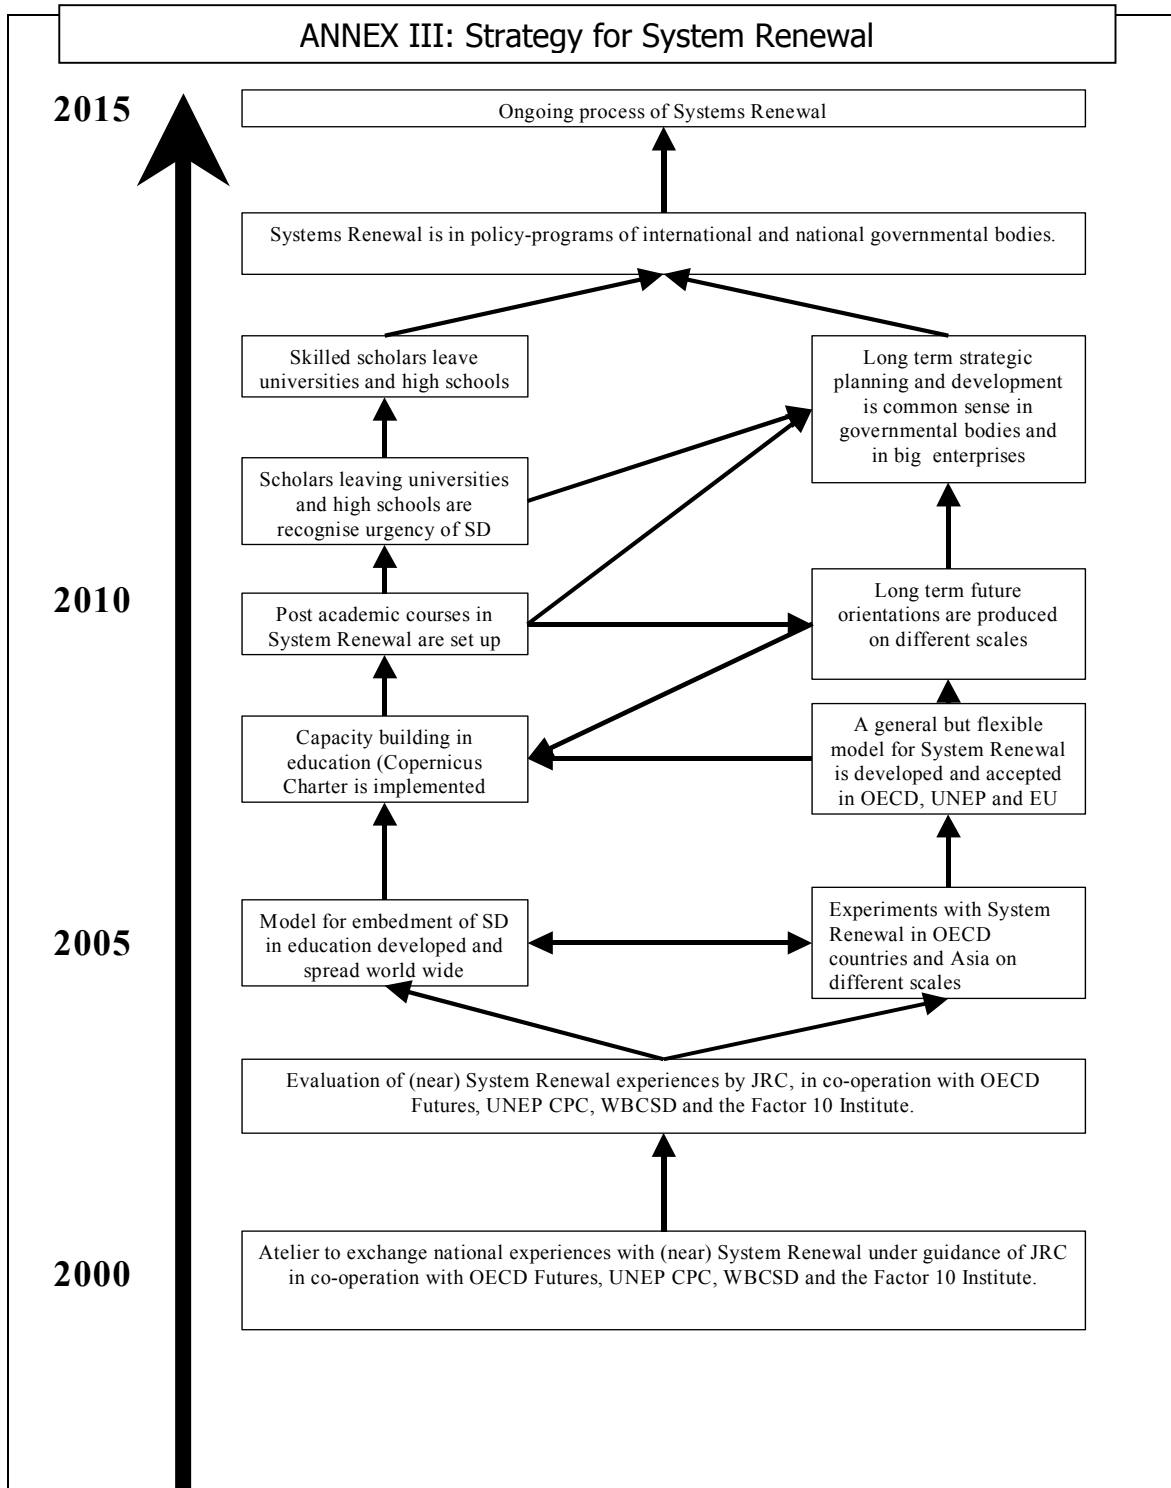 ANNEX III: Strategy for System Renewal
2015
Ongoing process of Systems Renewal
Systems Renewal is in policy-programs of international and national governmental bodies.
Skilled scholars leave
universities and high schools
Long term strategic
planning and development
is common sense in
governmental bodies and
in big enterprises
Scholars leaving universities
and high schools are
recognise urgency of SD
2010
Post academic courses in
System Renewal are set up
Long term future
orientations are produced
on different scales
Capacity building in
education (Copernicus
Charter is implemented
A general but flexible
model for System Renewal
is developed and accepted
in OECD, UNEP and EU
2005
Model for embedment of SD
in education developed and
spread world wide
Experiments with System
Renewal in OECD
countries and Asia on
different scales
Evaluation of (near) System Renewal experiences by JRC, in co-operation with OECD
Futures, UNEP CPC, WBCSD and the Factor 10 Institute.
2000
Atelier to exchange national experiences with (near) System Renewal under guidance of JRC
in co-operation with OECD Futures, UNEP CPC, WBCSD and the Factor 10 Institute.